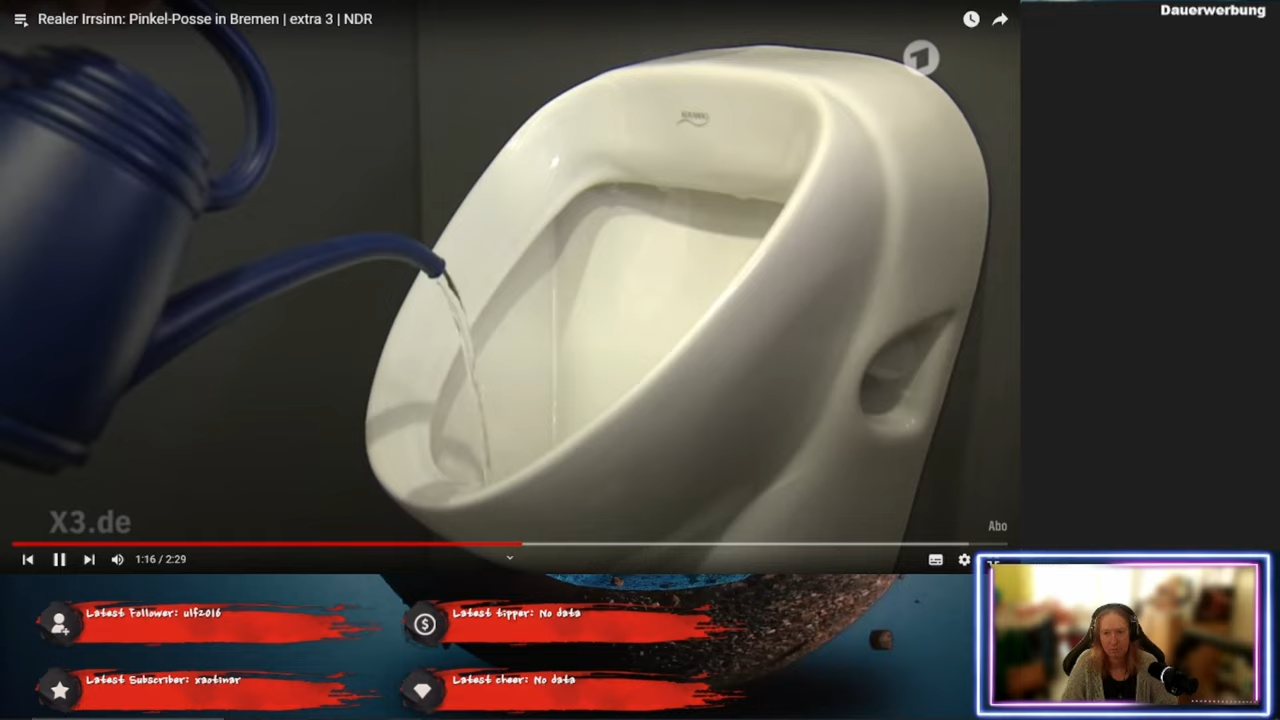 Realer Irrsinn: Pinkel-Posse in Bremen | extra 3 | NDR
Dauerwerbung
X3.de
Abo
1:16 / 2:29
Latest Follower: ulf2016
Latest tipper: No data
Latest Subscriber: xaotinar
Latest cheer: No data